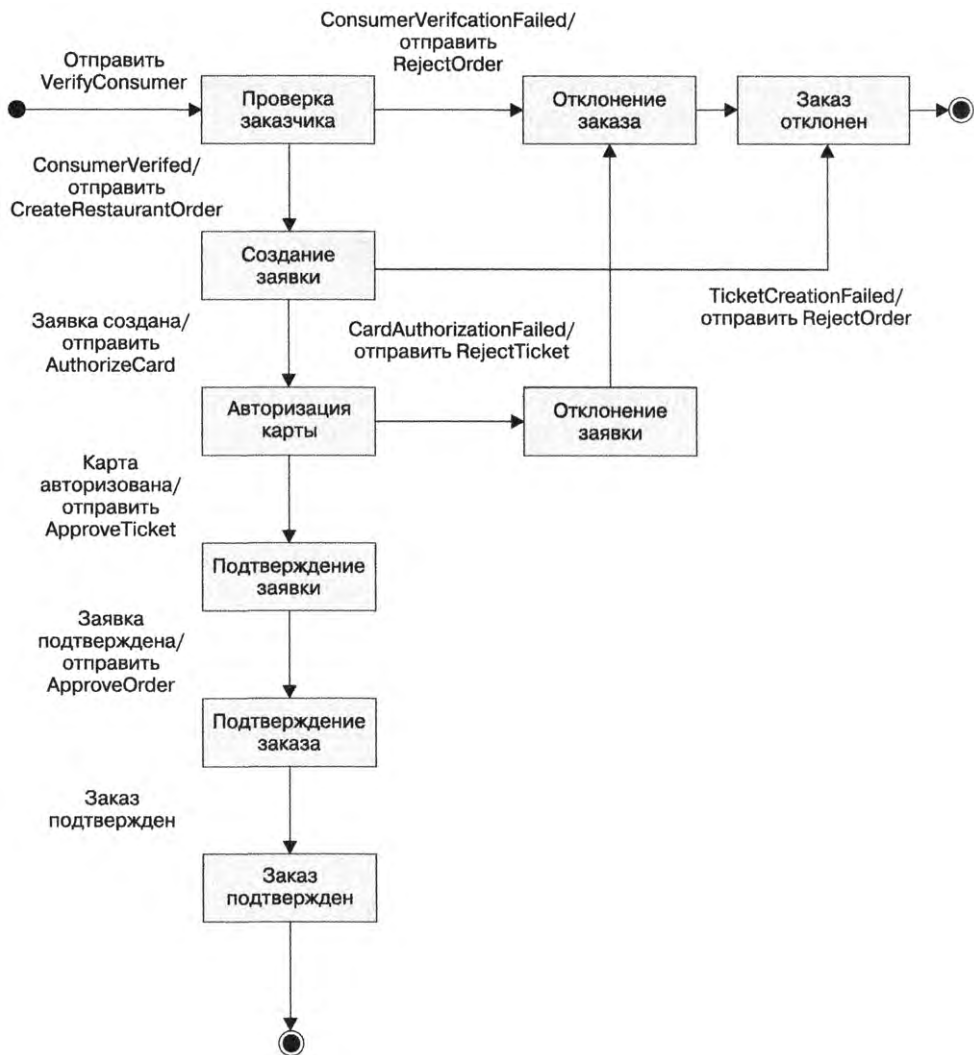 ConsumerVerifcationFailed/
отправить
RejectOrder
Отправить
VerifyConsumer
Проверка
заказчика
Отклонение
заказа
Заказ
отклонен
ConsumerVerifed/
отправить
CreateRestaurantOrder
Создание
заявки
TicketCreationFailed/
отправить RejectOrder
Заявка создана/
отправить
AuthorizeCard
CardAuthorizationFailed/
отправить RejectTicket
Авторизация
карты
Отклонение
заявки
Карта
авторизована/
отправить
ApproveTicket
Подтверждение
заявки
Заявка
подтверждена/
отправить
ApproveOrder
Подтверждение
заказа
Заказ
подтвержден
Заказ
подтвержден